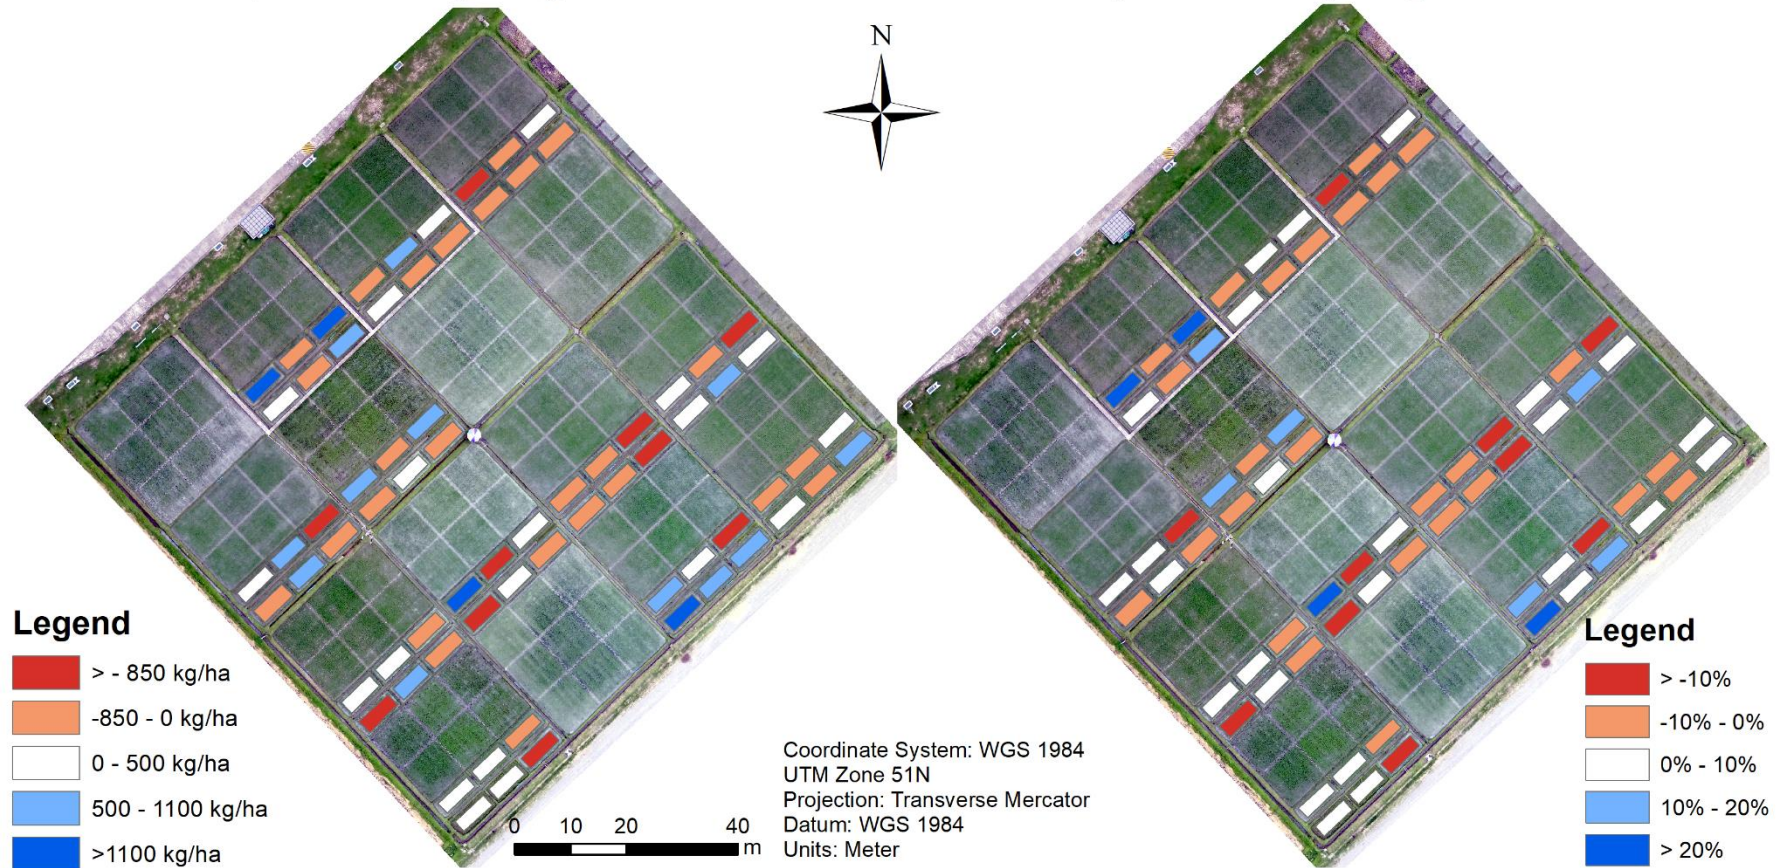 N
Legend
> - 850 kg/ha
-850 - 0 kg/ha
0 - 500 kg/ha
500 - 1100 kg/ha
>1100 kg/ha
0 10 20 40
m
Coordinate System: WGS 1984
UTM Zone 51N
Projection: Transverse Mercator
Datum: WGS 1984
Units: Meter
Legend
> -10%
-10% - 0%
0% - 10%
10% - 20%
> 20%